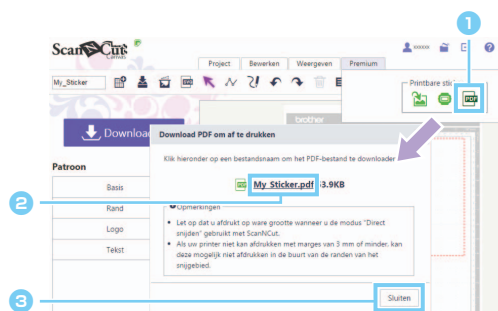 1
ScanNCut
Canvas
Project Bewerken Weergeven Premium
My_Sticker
Printbare stic
PDF
brother
Downloa
Download PDF om af te drukken
Klik hieronder op een bestandsnaam om het PDF-bestand te downloaden
Patroon
2 My_Sticker.pdf 53.9KB
Basis
Opmerkingen
Rand
Let op dat u afdrukt op ware grootte wanneer u de modus "Direct
snijden" gebruikt met ScanNCut.
Logo
Als uw printer niet kan afdrukken met marges van 3 mm of minder, kan
Tekst
deze mogelijk niet afdrukken in de buurt van de randen van het
snijgebied.
3 Sluiten